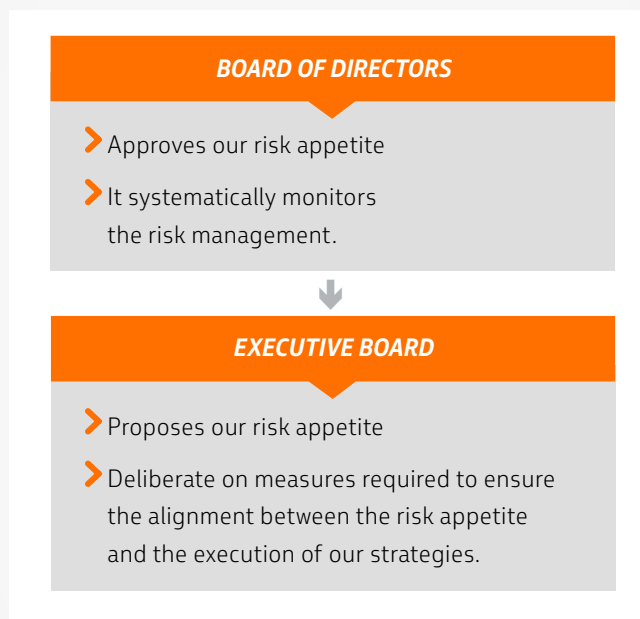 BOARD OF DIRECTORS
Approves our risk appetite
It systematically monitors
the risk management.
EXECUTIVE BOARD
Proposes our risk appetite
Deliberate on measures required to ensure
the alignment between the risk appetite
and the execution of our strategies.